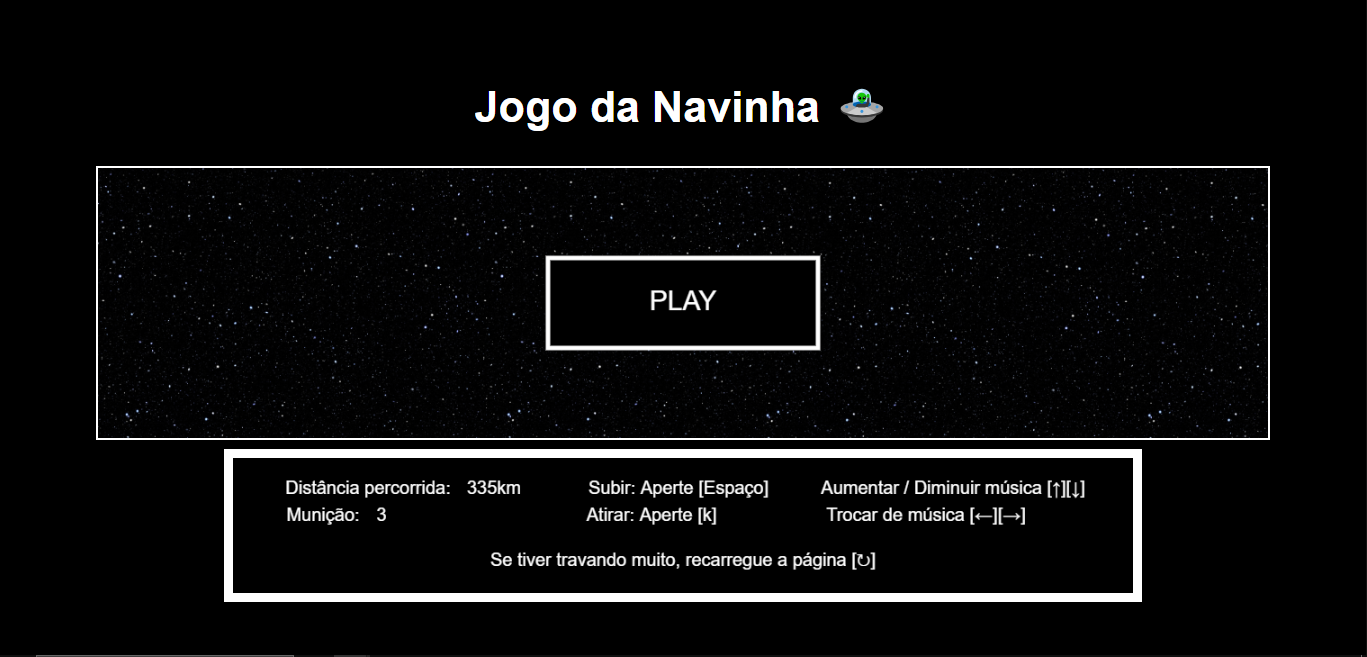 Jogo da Navinha 🛸
PLAY
Distância percorrida: 335km
Munição: 3
Subir: Aperte [Espaço]
Atirar: Aperte [k]
Aumentar / Diminuir música [↑][↓]
Trocar de música [←][→]
Se tiver travando muito, recarregue a página [↻]